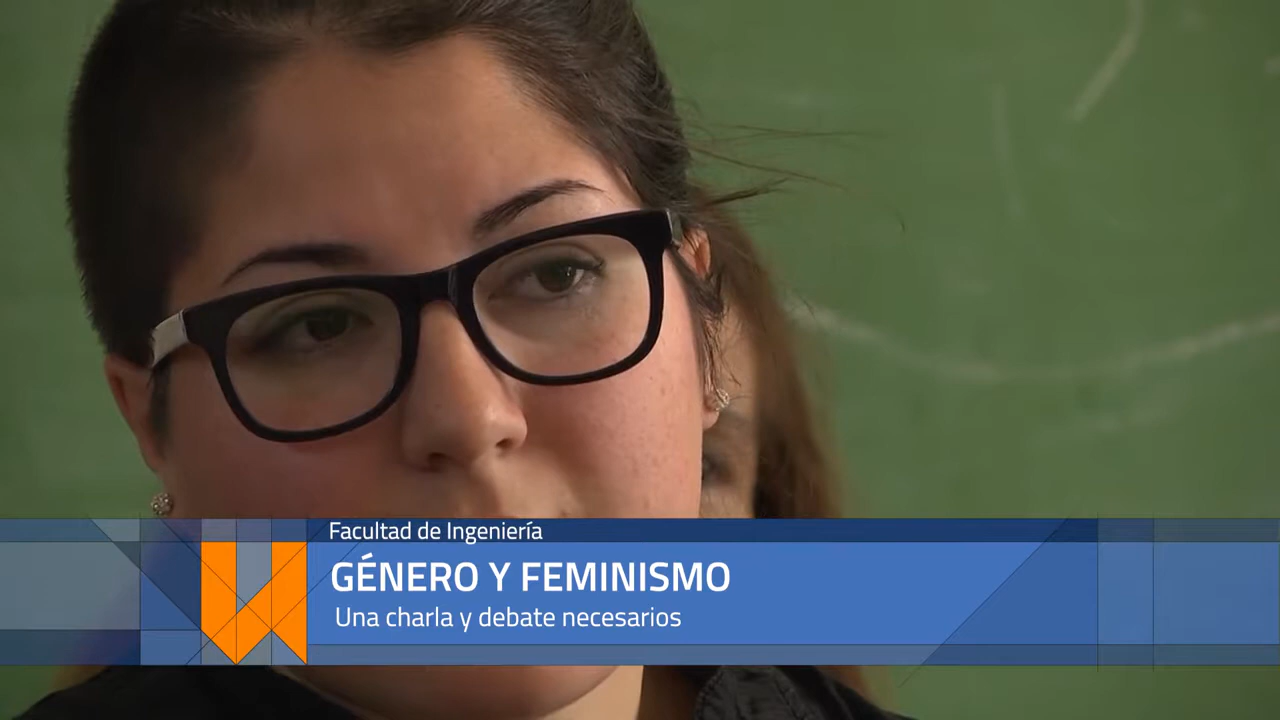 Facultad de Ingeniería
GÉNERO Y FEMINISMO
Una charla y debate necesarios